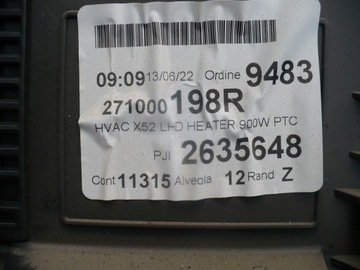 09:09 13/06/22 Ordine 9483
271000198R
HVAC X52 LHD HEATER 900W PTC
PJI 2635648
Cont 11315 Alveola 12 Rand Z